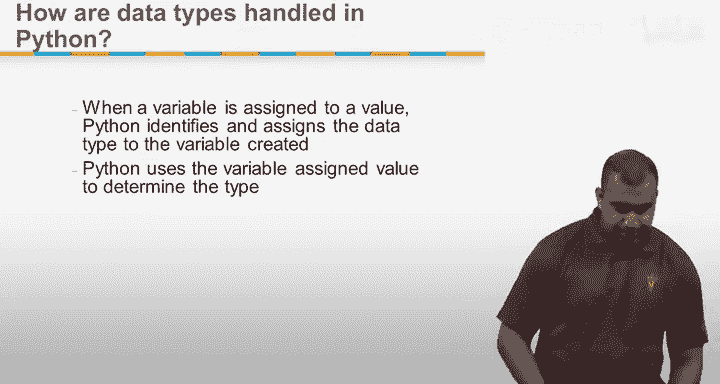 How are data types handled in
Python?
- When a variable is assigned to a value,
Python identifies and assigns the data
type to the variable created
- Python uses the variable assigned value
to determine the type